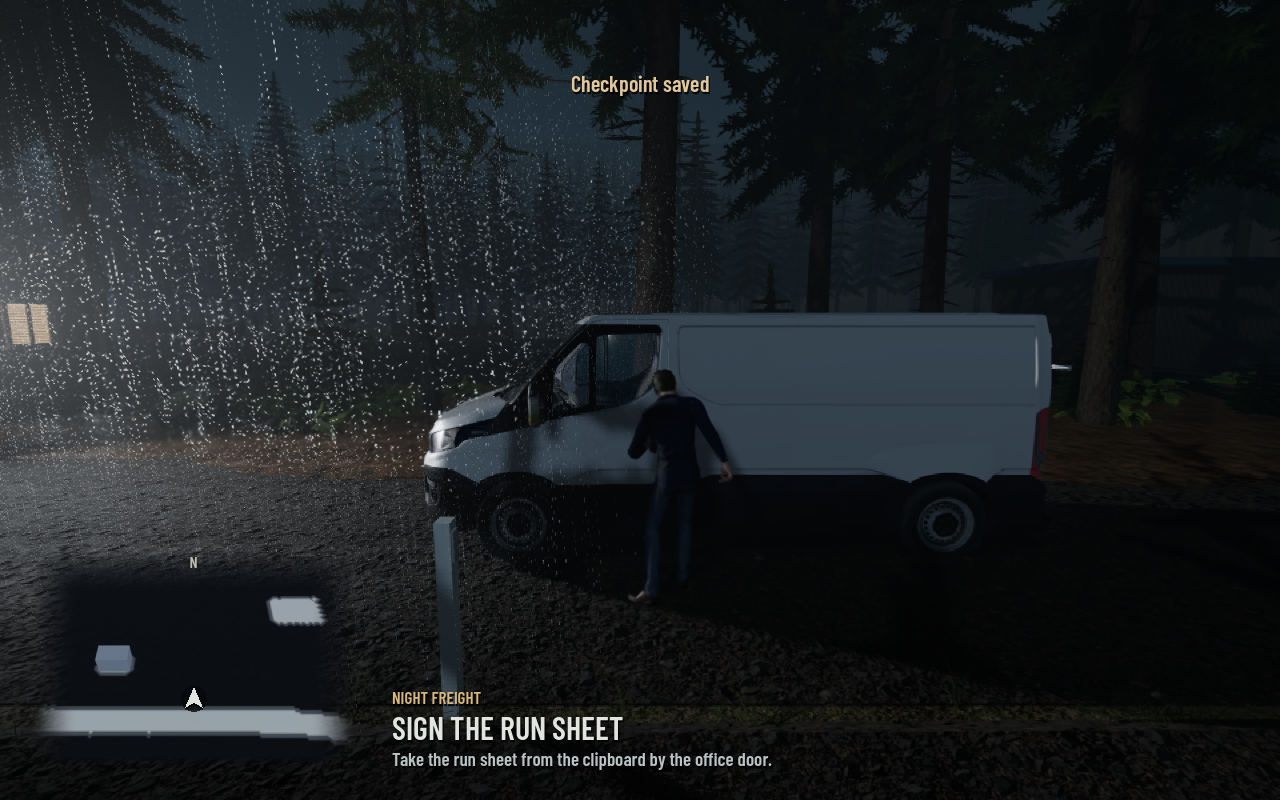 Checkpoint saved
N
NIGHT FREIGHT
SIGN THE RUN SHEET
Take the run sheet from the clipboard by the office door.